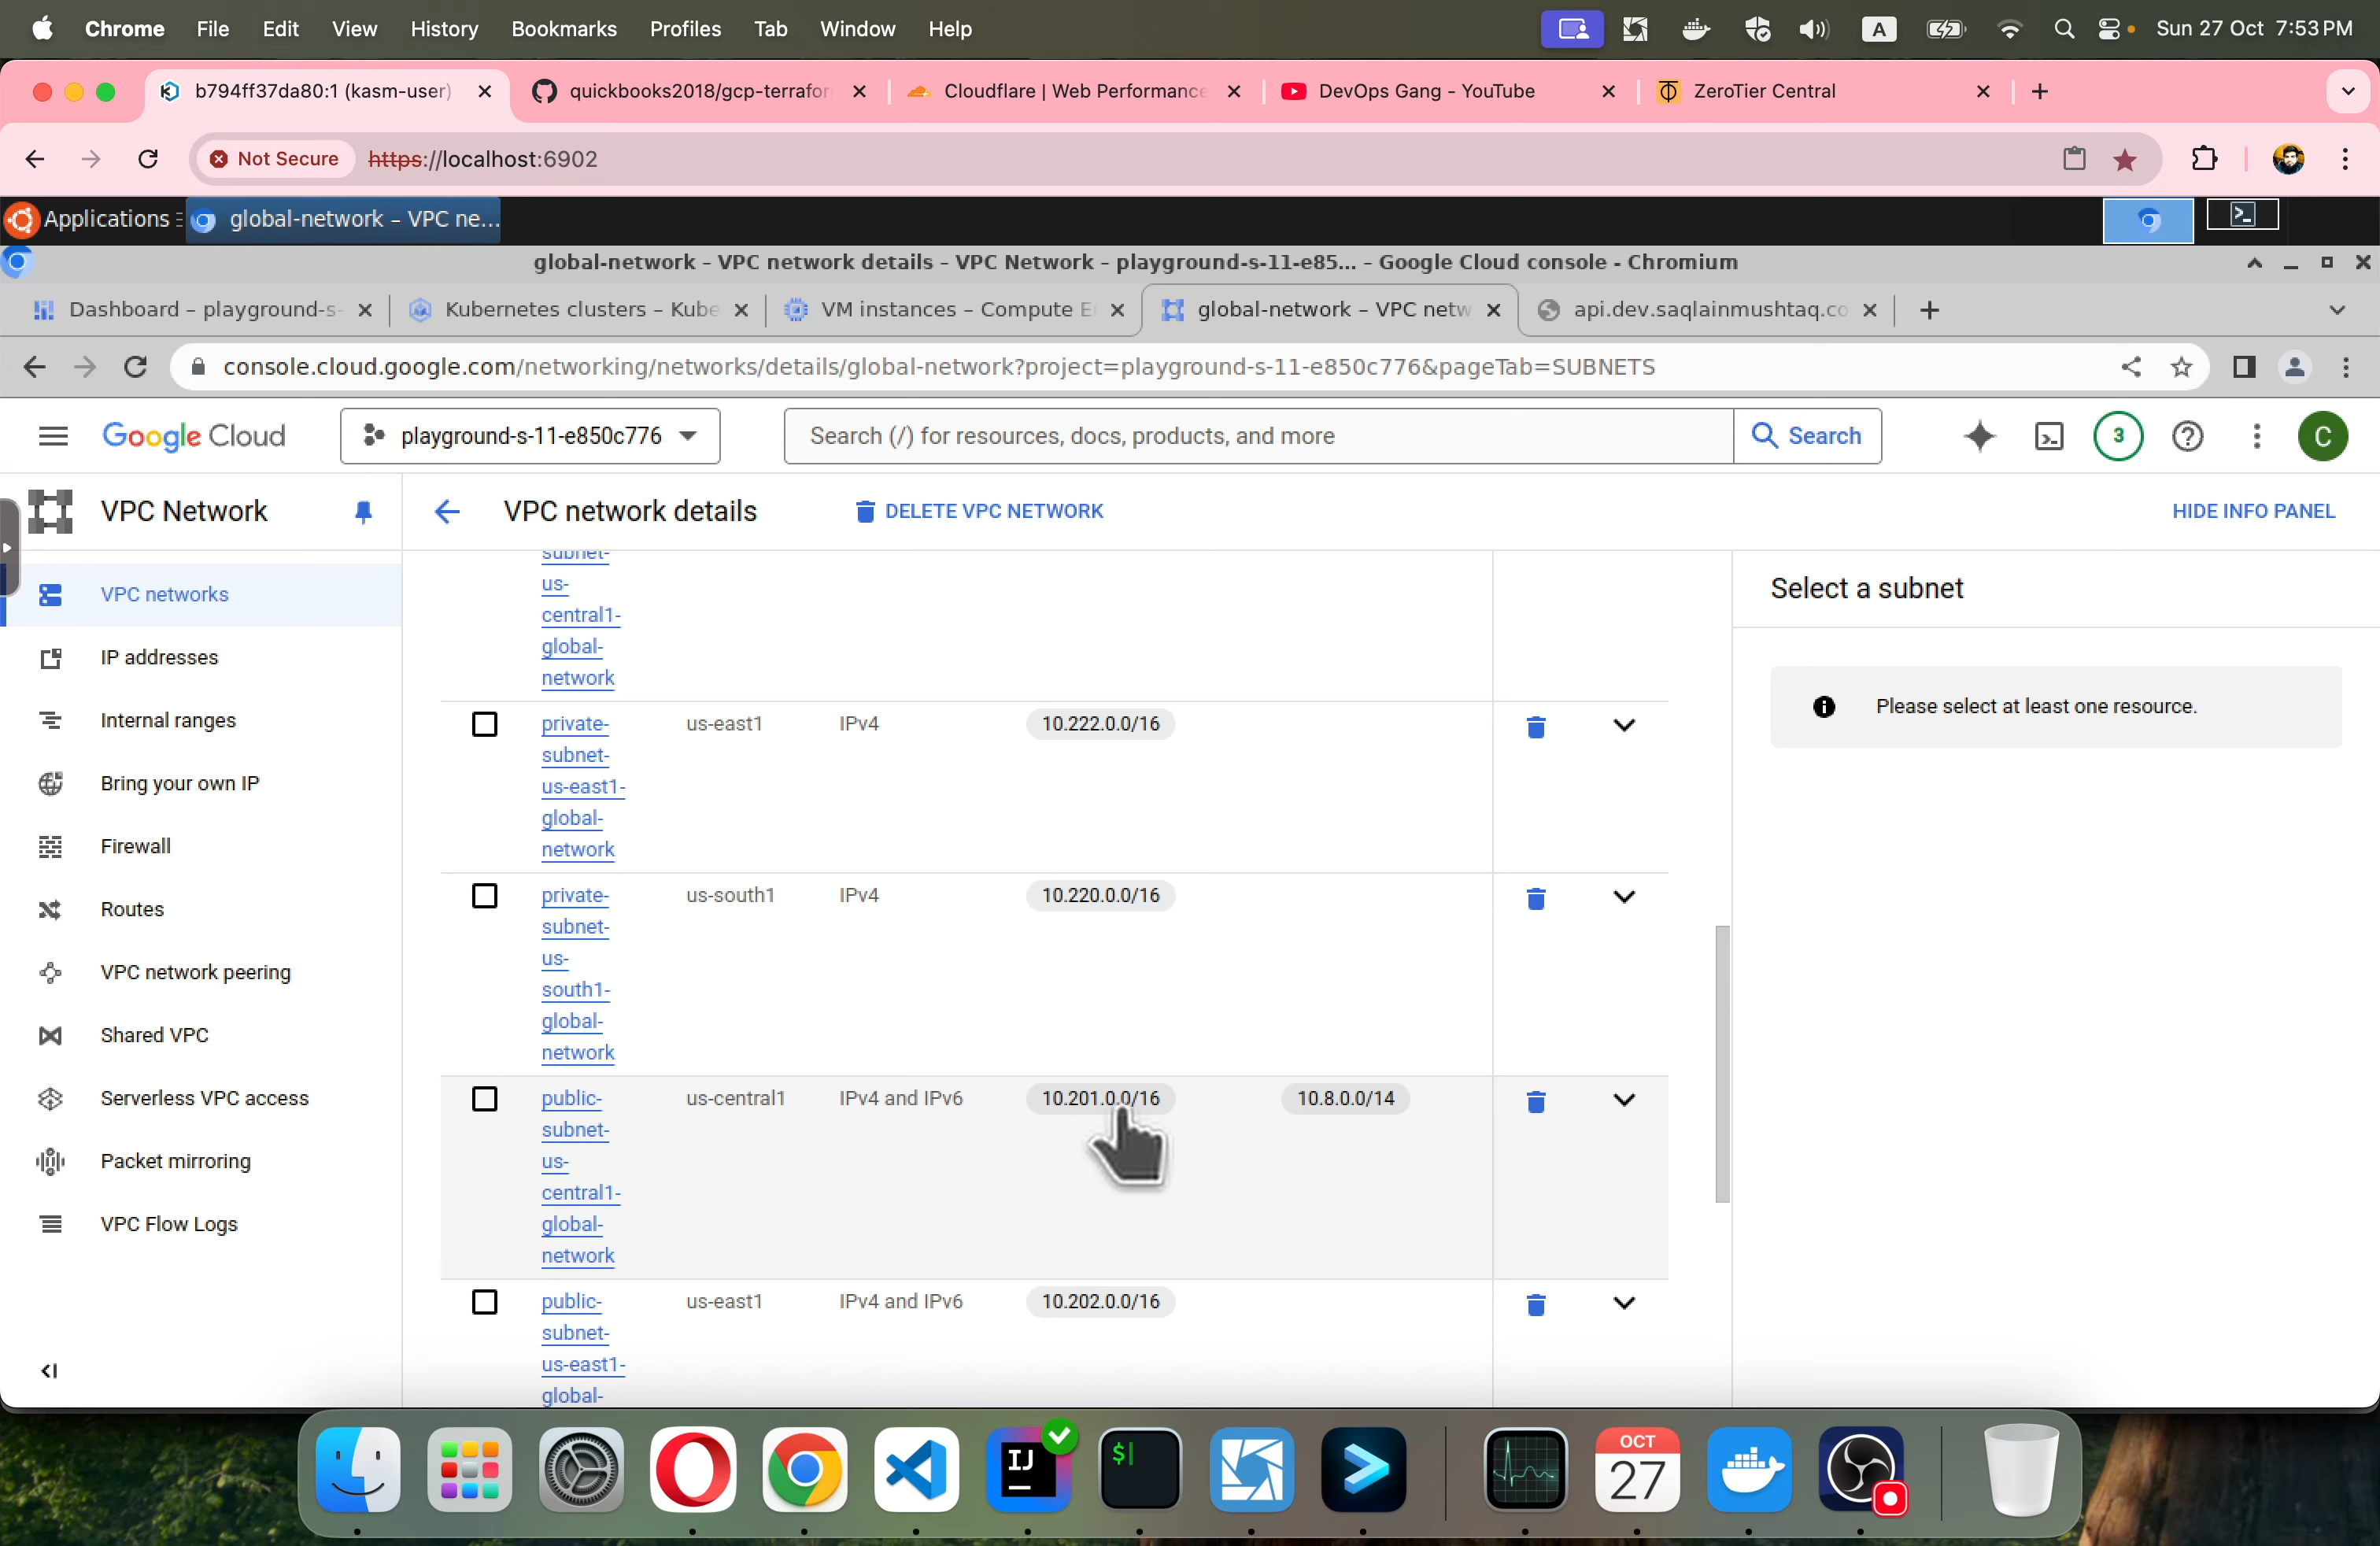 Chrome File Edit View History Bookmarks Profiles Tab Window Help A Sun 27 Oct 7:53 PM
b794ff37da80:1 (kasm-user) quickbooks2018/gcp-terrafor Cloudflare | Web Performance DevOps Gang - YouTube ZeroTier Central
Not Secure https://localhost:6902
Applications global-network – VPC ne...
global-network – VPC network details – VPC Network – playground-s-11-e85... – Google Cloud console - Chromium
Dashboard – playground-s- Kubernetes clusters – Kube VM instances – Compute E global-network – VPC netw api.dev.saqlainmushtaq.co
console.cloud.google.com/networking/networks/details/global-network?project=playground-s-11-e850c776&pageTab=SUBNETS
Google Cloud playground-s-11-e850c776 Search (/) for resources, docs, products, and more Search 3 C
VPC Network
VPC network details DELETE VPC NETWORK HIDE INFO PANEL
VPC networks
IP addresses
Internal ranges
Bring your own IP
Firewall
Routes
VPC network peering
Shared VPC
Serverless VPC access
Packet mirroring
VPC Flow Logs
subnet-
us-
central1-
global-
network
private- us-east1 IPv4 10.222.0.0/16
subnet-
us-east1-
global-
network
private- us-south1 IPv4 10.220.0.0/16
subnet-
us-
south1-
global-
network
public- us-central1 IPv4 and IPv6 10.201.0.0/16 10.8.0.0/14
subnet-
us-
central1-
global-
network
public- us-east1 IPv4 and IPv6 10.202.0.0/16
subnet-
us-east1-
global-
Select a subnet
Please select at least one resource.
IJ
$
OCT
27